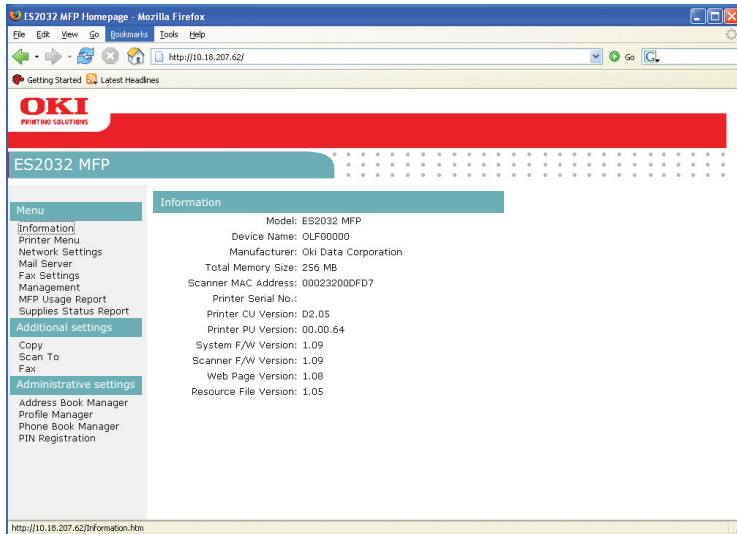 ES2032 MFP Homepage - Mozilla Firefox
File Edit View Go Bookmarks Tools Help
http://10.18.207.62/ Go G
Getting Started Latest Headlines
OKI
PRINTING SOLUTIONS
ES2032 MFP
Menu
Information
Printer Menu
Network Settings
Mail Server
Fax Settings
Management
MFP Usage Report
Supplies Status Report
Additional settings
Copy
Scan To
Fax
Administrative settings
Address Book Manager
Profile Manager
Phone Book Manager
PIN Registration
Information
Model: ES2032 MFP
Device Name: OLF00000
Manufacturer: Oki Data Corporation
Total Memory Size: 256 MB
Scanner MAC Address: 00023200DFD7
Printer Serial No.:
Printer CU Version: D2.05
Printer PU Version: 00.00.64
System F/W Version: 1.09
Scanner F/W Version: 1.09
Web Page Version: 1.08
Resource File Version: 1.05
http://10.18.207.62/Information.htm